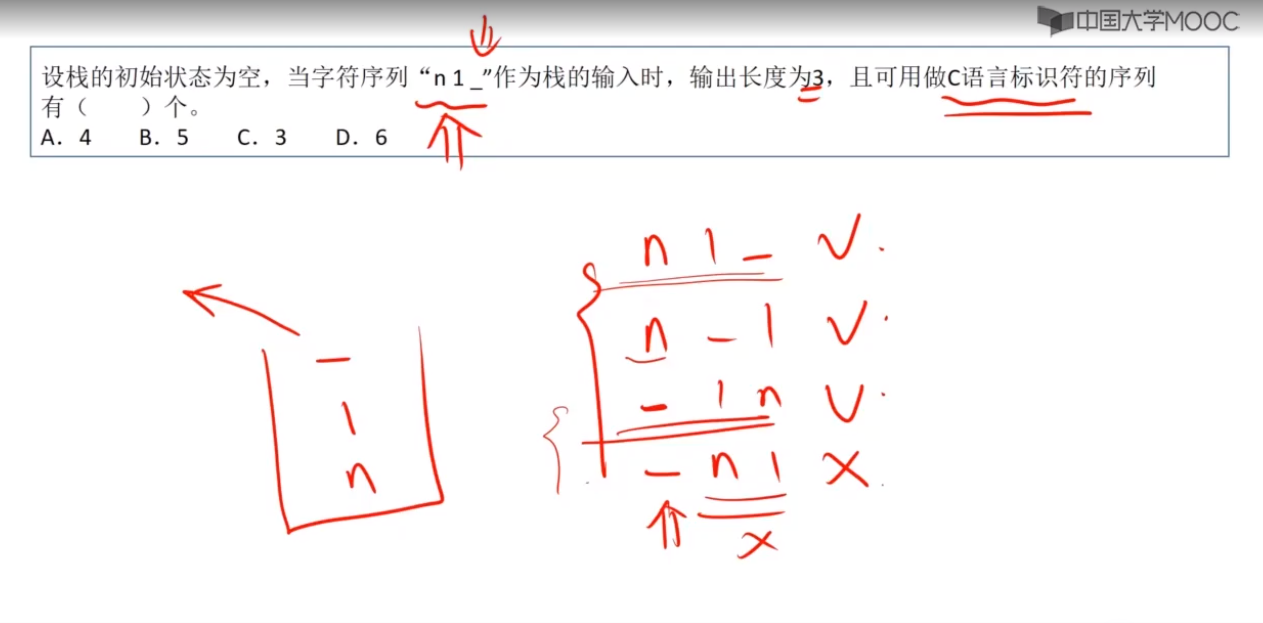 中国大学MOOC
设栈的初始状态为空，当字符序列“n 1 _”作为栈的输入时，输出长度为3，且可用做C语言标识符的序列
有（　　）个。
A. 4　B. 5　C. 3　D. 6
n 1 _ √
n _ 1 √
_ 1 n √
_ n 1 ×
×
_
1
n